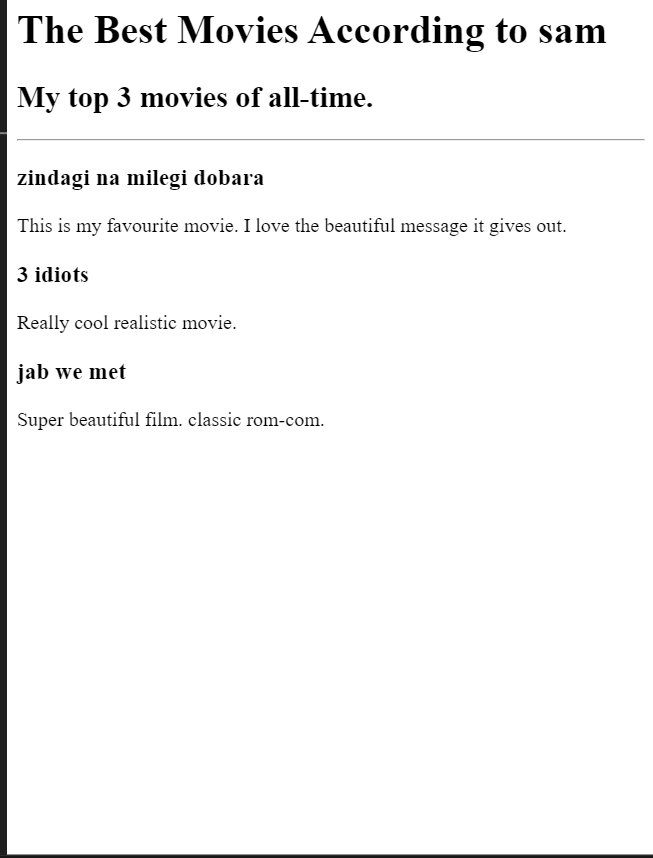 The Best Movies According to sam
My top 3 movies of all-time.
zindagi na milegi dobara
This is my favourite movie. I love the beautiful message it gives out.
3 idiots
Really cool realistic movie.
jab we met
Super beautiful film. classic rom-com.